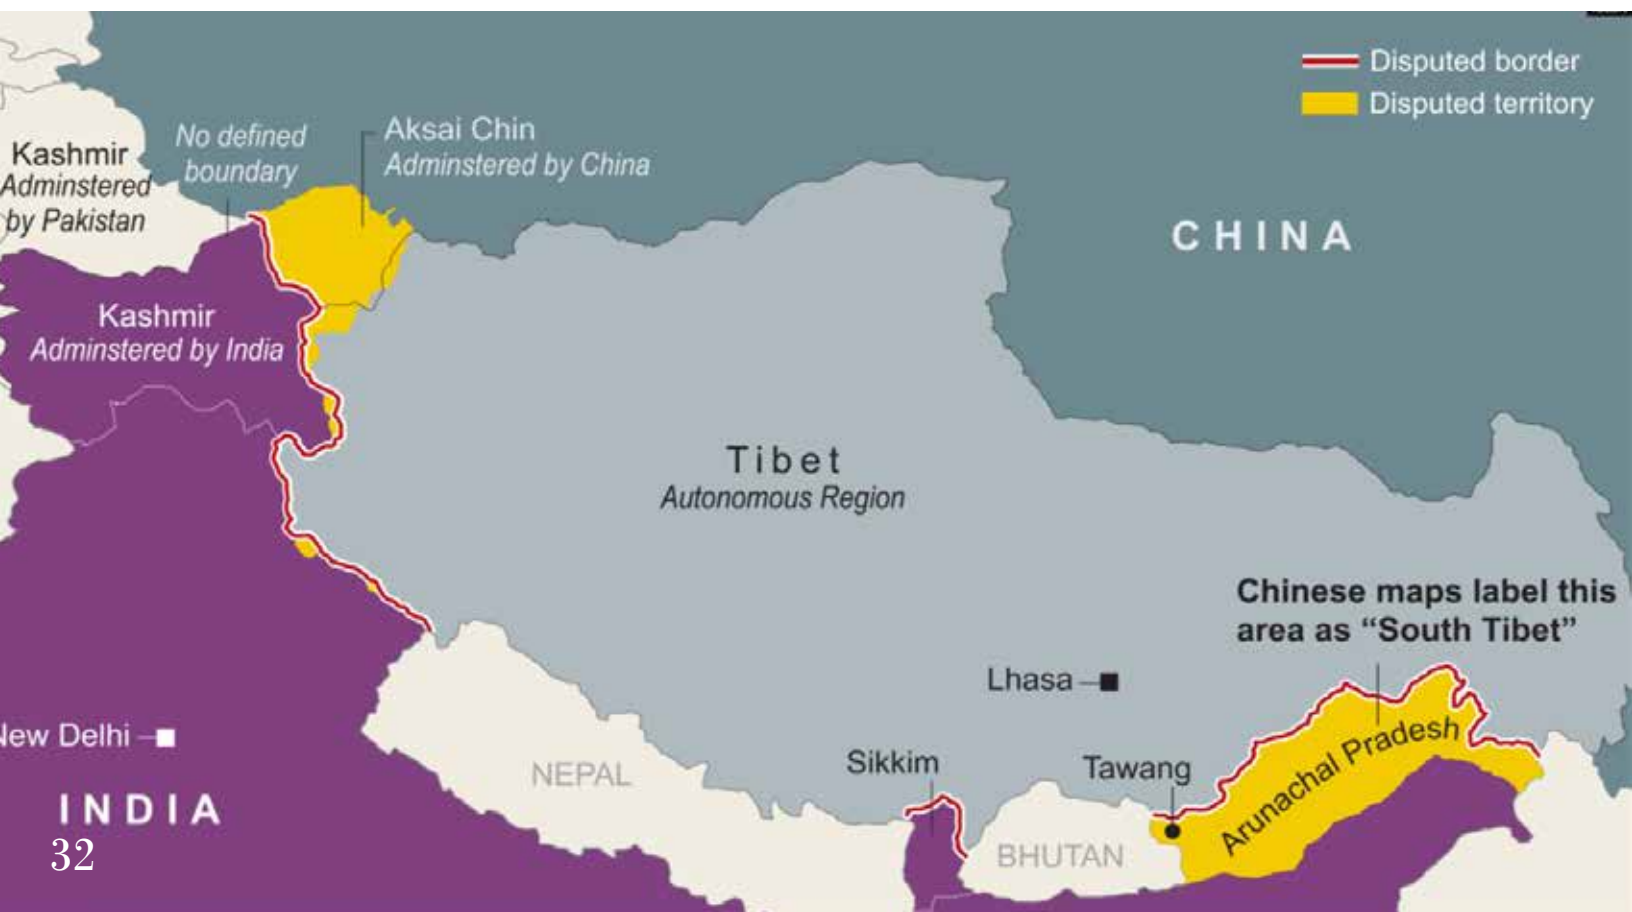 Disputed border
Disputed territory
Kashmir
Adminstered
by Pakistan
No defined
boundary
Aksai Chin
Adminstered by China
CHINA
Kashmir
Adminstered by India
Tibet
Autonomous Region
Chinese maps label this
area as “South Tibet”
Lhasa
New Delhi
INDIA
NEPAL
Sikkim
Tawang
BHUTAN
Arunachal Pradesh
32